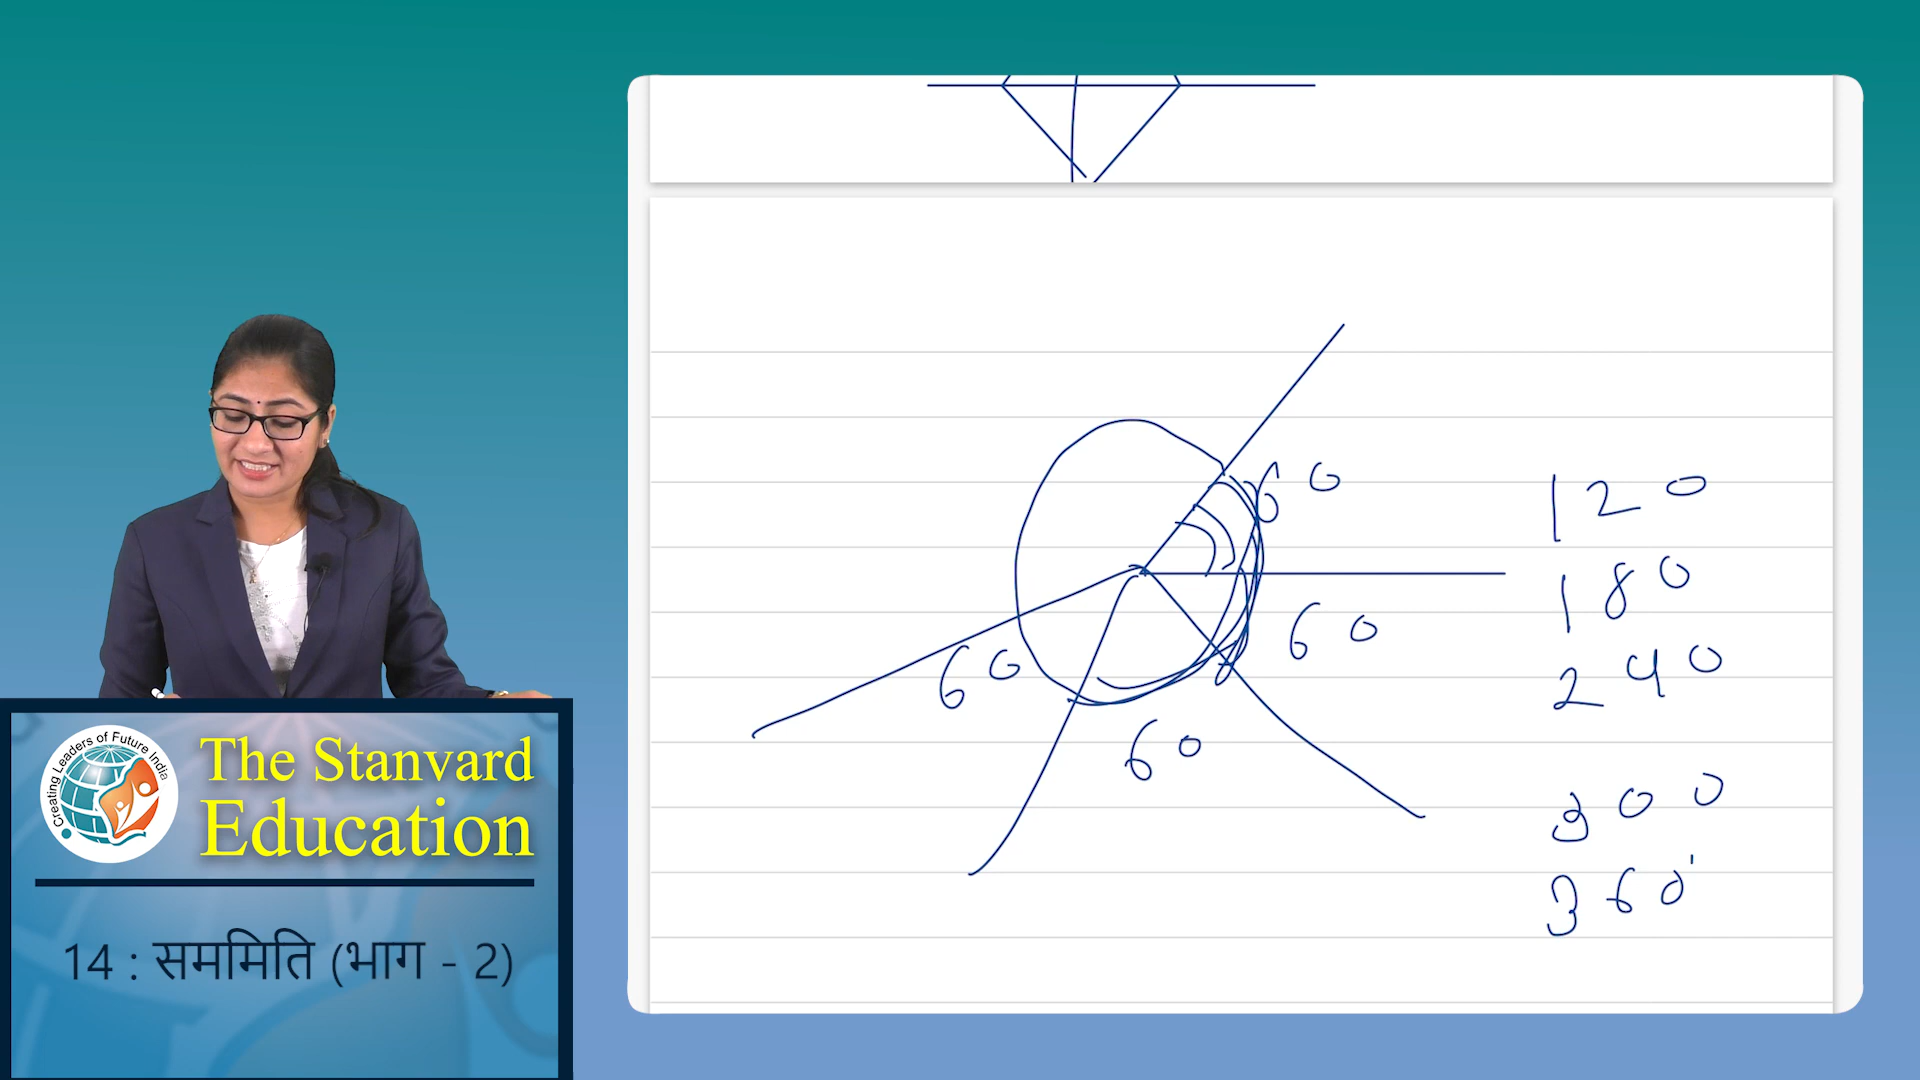 60
120
180
60
240
60
60
300
360
Creating Leaders of Future India
The Stanvard
Education
14 : सममिति (भाग - 2)